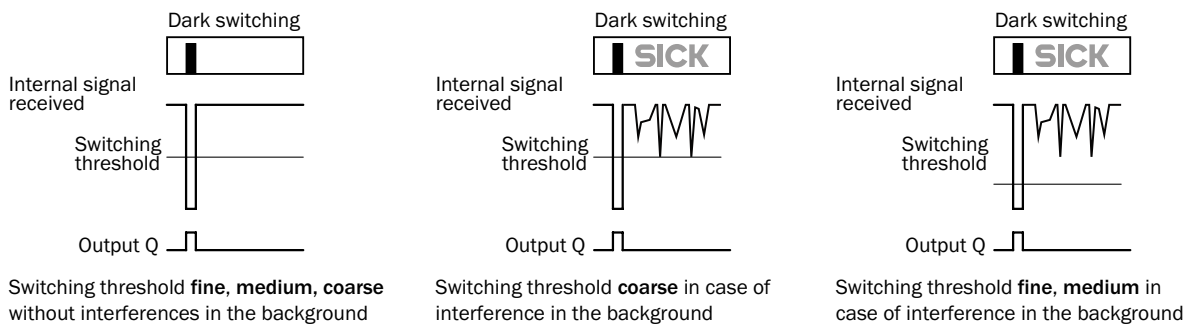 Dark switching
Internal signal
received
Switching
threshold
Output Q
Switching threshold fine, medium, coarse
without interferences in the background
Dark switching
SICK
Internal signal
received
Switching
threshold
Output Q
Switching threshold coarse in case of
interference in the background
Dark switching
SICK
Internal signal
received
Switching
threshold
Output Q
Switching threshold fine, medium in
case of interference in the background